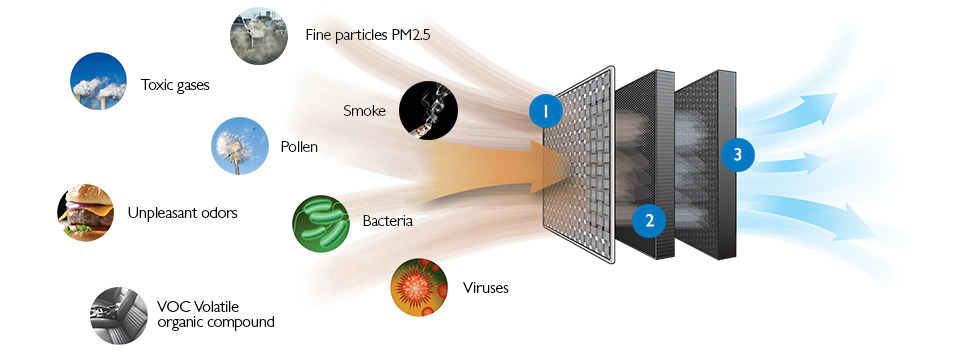 Fine particles PM2.5
Toxic gases
Smoke
1
Pollen
3
Unpleasant odors
Bacteria
2
Viruses
VOC Volatile
organic compound